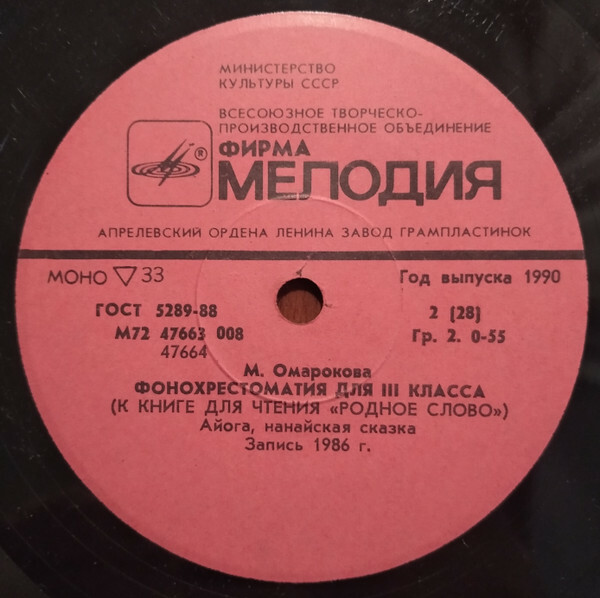 МИНИСТЕРСТВО
КУЛЬТУРЫ СССР
ВСЕСОЮЗНОЕ ТВОРЧЕСКО-
ПРОИЗВОДСТВЕННОЕ ОБЪЕДИНЕНИЕ
®
ФИРМА
МЕЛОДИЯ
АПРЕЛЕВСКИЙ ОРДЕНА ЛЕНИНА ЗАВОД ГРАМПЛАСТИНОК
МОНО ▽ 33
Год выпуска 1990
ГОСТ 5289-88
2 (28)
М72 47663 008
Гр. 2. 0-55
47664
М. Омарокова
ФОНОХРЕСТОМАТИЯ ДЛЯ III КЛАССА
(К КНИГЕ ДЛЯ ЧТЕНИЯ «РОДНОЕ СЛОВО»)
Айога, нанайская сказка
Запись 1986 г.